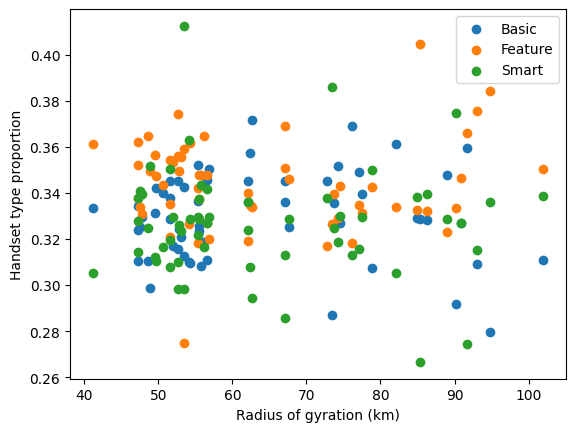 Basic
Feature
Smart
0.40
0.38
0.36
0.34
0.32
0.30
0.28
0.26
Handset type proportion
40 50 60 70 80 90 100
Radius of gyration (km)